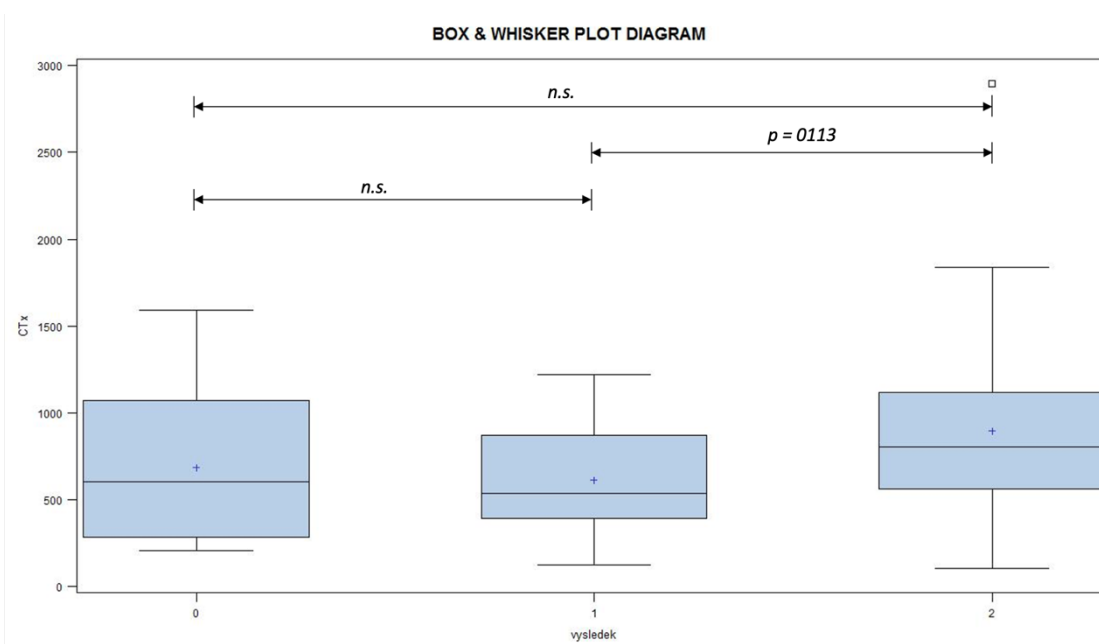 BOX & WHISKER PLOT DIAGRAM
3000
n.s.
p = 0113
2500
n.s.
2000
CTx
1500
1000
500
0
0 1 2
vysledek